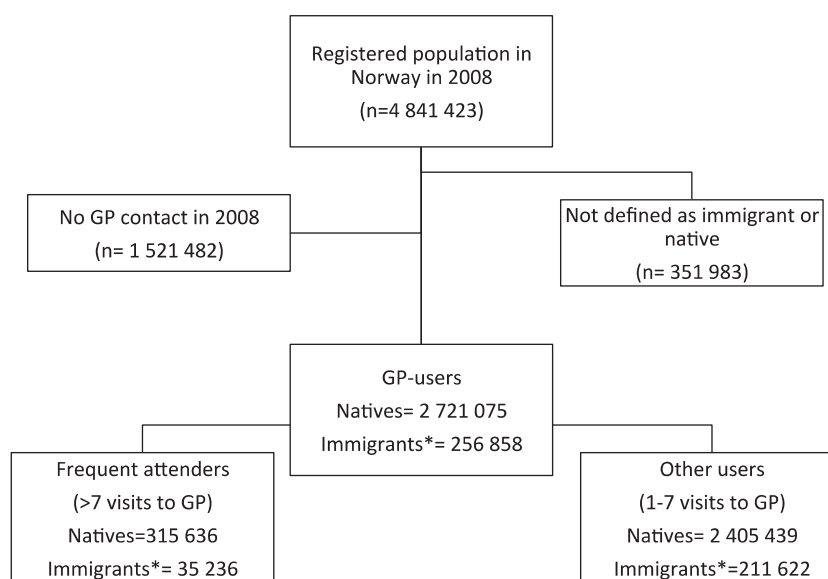 Registered population in
Norway in 2008
(n=4 841 423)
No GP contact in 2008
(n= 1 521 482)
Not defined as immigrant or
native
(n= 351 983)
GP-users
Natives= 2 721 075
Immigrants*= 256 858
Frequent attenders
(>7 visits to GP)
Natives=315 636
Immigrants*= 35 236
Other users
(1-7 visits to GP)
Natives= 2 405 439
Immigrants*=211 622